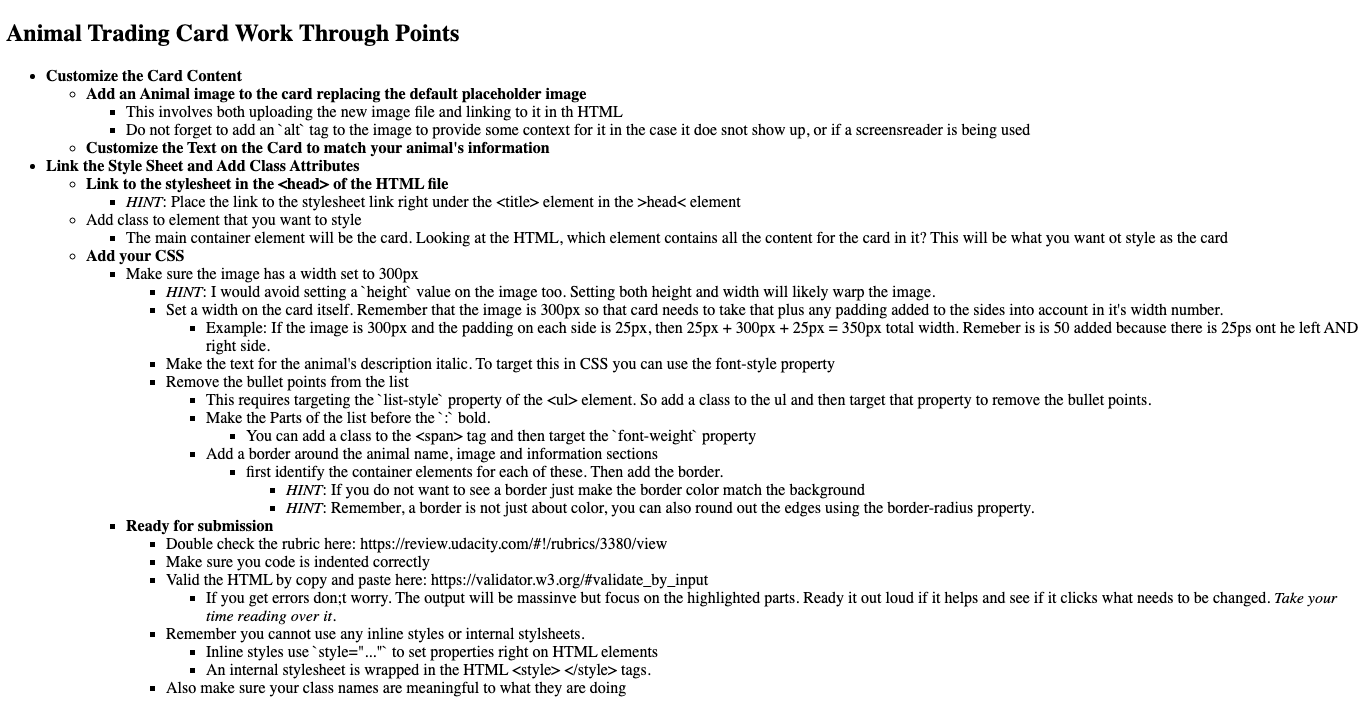 Animal Trading Card Work Through Points
Customize the Card Content
Add an Animal image to the card replacing the default placeholder image
This involves both uploading the new image file and linking to it in th HTML
Do not forget to add an `alt` tag to the image to provide some context for it in the case it doe snot show up, or if a screensreader is being used
Customize the Text on the Card to match your animal's information
Link the Style Sheet and Add Class Attributes
Link to the stylesheet in the <head> of the HTML file
HINT: Place the link to the stylesheet link right under the <title> element in the >head< element
Add class to element that you want to style
The main container element will be the card. Looking at the HTML, which element contains all the content for the card in it? This will be what you want ot style as the card
Add your CSS
Make sure the image has a width set to 300px
HINT: I would avoid setting a `height` value on the image too. Setting both height and width will likely warp the image.
Set a width on the card itself. Remember that the image is 300px so that card needs to take that plus any padding added to the sides into account in it's width number.
Example: If the image is 300px and the padding on each side is 25px, then 25px + 300px + 25px = 350px total width. Remeber is is 50 added because there is 25ps ont he left AND
right side.
Make the text for the animal's description italic. To target this in CSS you can use the font-style property
Remove the bullet points from the list
This requires targeting the `list-style` property of the <ul> element. So add a class to the ul and then target that property to remove the bullet points.
Make the Parts of the list before the `:` bold.
You can add a class to the <span> tag and then target the `font-weight` property
Add a border around the animal name, image and information sections
first identify the container elements for each of these. Then add the border.
HINT: If you do not want to see a border just make the border color match the background
HINT: Remember, a border is not just about color, you can also round out the edges using the border-radius property.
Ready for submission
Double check the rubric here: https://review.udacity.com/#!/rubrics/3380/view
Make sure you code is indented correctly
Valid the HTML by copy and paste here: https://validator.w3.org/#validate_by_input
If you get errors don;t worry. The output will be massinve but focus on the highlighted parts. Ready it out loud if it helps and see if it clicks what needs to be changed. Take your
time reading over it.
Remember you cannot use any inline styles or internal stylsheets.
Inline styles use `style="..."` to set properties right on HTML elements
An internal stylesheet is wrapped in the HTML <style> </style> tags.
Also make sure your class names are meaningful to what they are doing